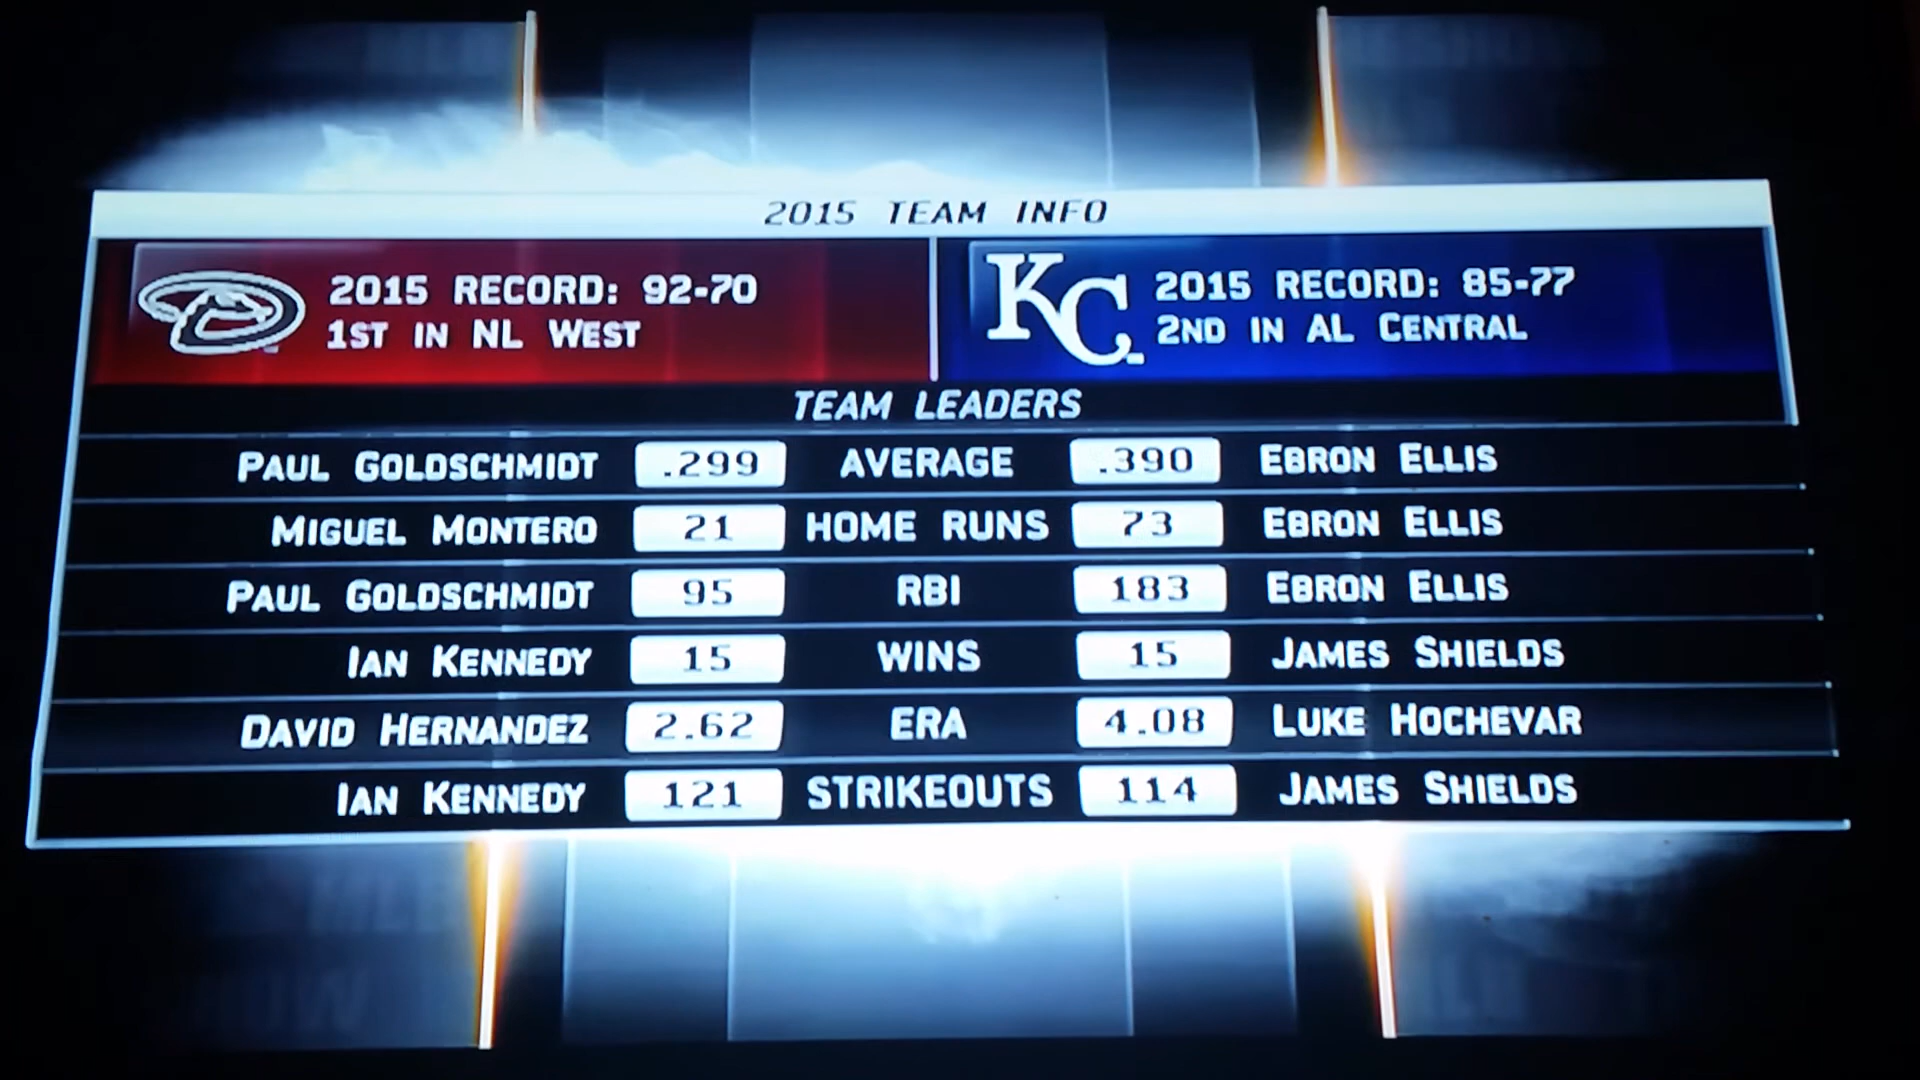 2015 TEAM INFO
2015 RECORD: 92-70
1ST IN NL WEST
KC
2015 RECORD: 85-77
2ND IN AL CENTRAL
TEAM LEADERS
PAUL GOLDSCHMIDT .299 AVERAGE .390 EBRON ELLIS
MIGUEL MONTERO 21 HOME RUNS 73 EBRON ELLIS
PAUL GOLDSCHMIDT 95 RBI 183 EBRON ELLIS
IAN KENNEDY 15 WINS 15 JAMES SHIELDS
DAVID HERNANDEZ 2.62 ERA 4.08 LUKE HOCHEVAR
IAN KENNEDY 121 STRIKEOUTS 114 JAMES SHIELDS